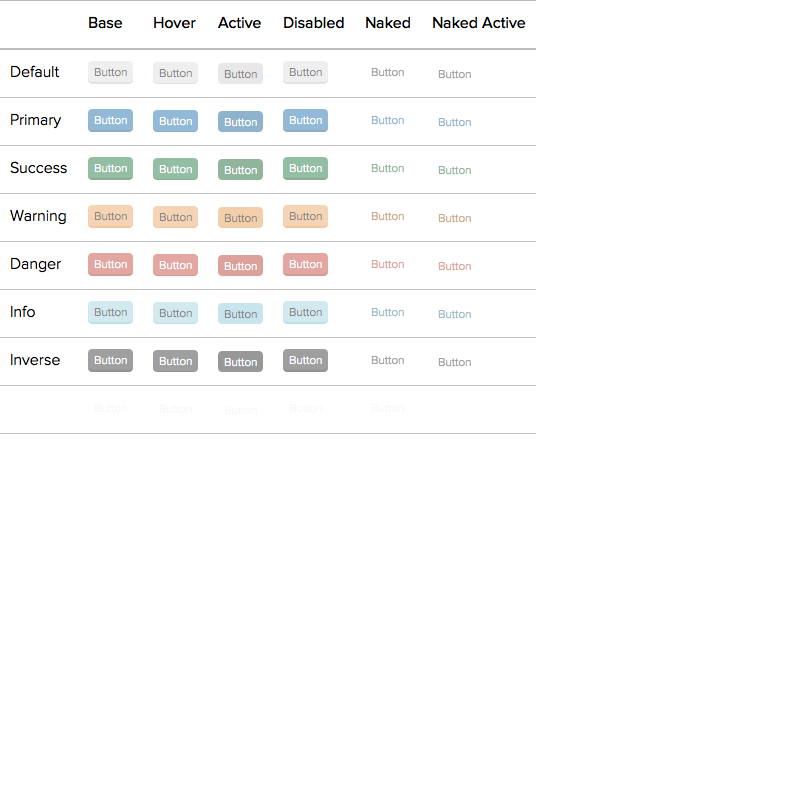 Base Hover Active Disabled Naked Naked Active
Default Button Button Button Button Button Button
Primary Button Button Button Button Button Button
Success Button Button Button Button Button Button
Warning Button Button Button Button Button Button
Danger Button Button Button Button Button Button
Info Button Button Button Button Button Button
Inverse Button Button Button Button Button Button
Button Button Button Button Button